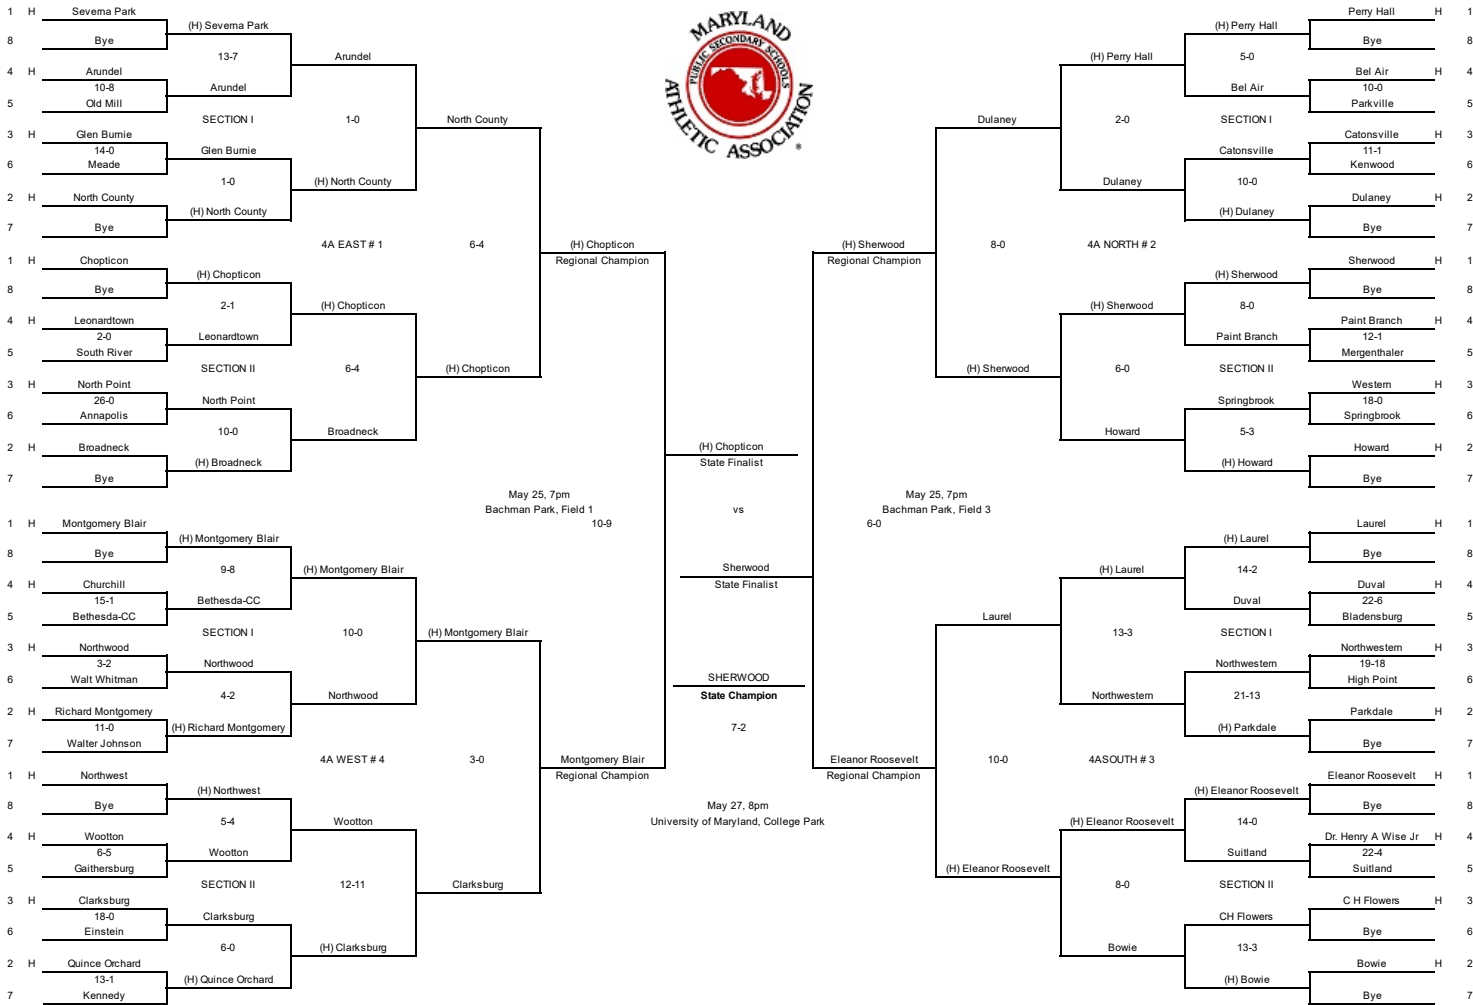 MARYLAND
PUBLIC SECONDARY SCHOOLS
ATHLETIC ASSOCIATION
®
1 H Severna Park
(H) Severna Park
8 Bye
13-7
Arundel
4 H Arundel
10-8
Arundel
5 Old Mill
SECTION I
1-0
North County
3 H Glen Burnie
14-0
Glen Burnie
6 Meade
1-0
(H) North County
2 H North County
(H) North County
7 Bye
4A EAST # 1
6-4
(H) Chopticon
Regional Champion
1 H Chopticon
(H) Chopticon
8 Bye
2-1
(H) Chopticon
4 H Leonardtown
2-0
Leonardtown
5 South River
SECTION II
6-4
(H) Chopticon
3 H North Point
26-0
North Point
6 Annapolis
10-0
Broadneck
2 H Broadneck
(H) Broadneck
7 Bye
(H) Chopticon
State Finalist
May 25, 7pm
Bachman Park, Field 1
10-9
vs
Sherwood
State Finalist
1 H Montgomery Blair
(H) Montgomery Blair
8 Bye
9-8
(H) Montgomery Blair
4 H Churchill
15-1
Bethesda-CC
5 Bethesda-CC
SECTION I
10-0
(H) Montgomery Blair
3 H Northwood
3-2
Northwood
6 Walt Whitman
4-2
Northwood
2 H Richard Montgomery
11-0
(H) Richard Montgomery
7 Walter Johnson
4A WEST # 4
3-0
Montgomery Blair
Regional Champion
1 H Northwest
(H) Northwest
8 Bye
5-4
Wootton
4 H Wootton
6-5
Wootton
5 Gaithersburg
SECTION II
12-11
Clarksburg
3 H Clarksburg
18-0
Clarksburg
6 Einstein
6-0
(H) Clarksburg
2 H Quince Orchard
13-1
(H) Quince Orchard
7 Kennedy
SHERWOOD
State Champion
7-2
May 27, 8pm
University of Maryland, College Park
Perry Hall H 1
(H) Perry Hall
Bye 8
5-0
(H) Perry Hall
Bel Air H 4
10-0
Bel Air
Parkville 5
SECTION I
2-0
Dulaney
Catonsville H 3
11-1
Catonsville
Kenwood 6
10-0
Dulaney
Dulaney H 2
(H) Dulaney
Bye 7
4A NORTH # 2
8-0
(H) Sherwood
Regional Champion
Sherwood H 1
(H) Sherwood
Bye 8
8-0
(H) Sherwood
Paint Branch H 4
12-1
Paint Branch
Mergenthaler 5
SECTION II
6-0
(H) Sherwood
Western H 3
18-0
Springbrook
Springbrook 6
5-3
Howard
Howard H 2
(H) Howard
Bye 7
May 25, 7pm
Bachman Park, Field 3
6-0
Laurel H 1
(H) Laurel
Bye 8
14-2
(H) Laurel
Duval H 4
22-6
Duval
Bladensburg 5
SECTION I
13-3
Laurel
Northwestern H 3
19-18
Northwestern
High Point 6
21-13
Northwestern
Parkdale H 2
(H) Parkdale
Bye 7
4ASOUTH # 3
10-0
Eleanor Roosevelt
Regional Champion
Eleanor Roosevelt H 1
(H) Eleanor Roosevelt
Bye 8
14-0
(H) Eleanor Roosevelt
Dr. Henry A Wise Jr H 4
22-4
Suitland
Suitland 5
SECTION II
8-0
(H) Eleanor Roosevelt
C H Flowers H 3
CH Flowers
Bye 6
13-3
Bowie
Bowie H 2
(H) Bowie
Bye 7